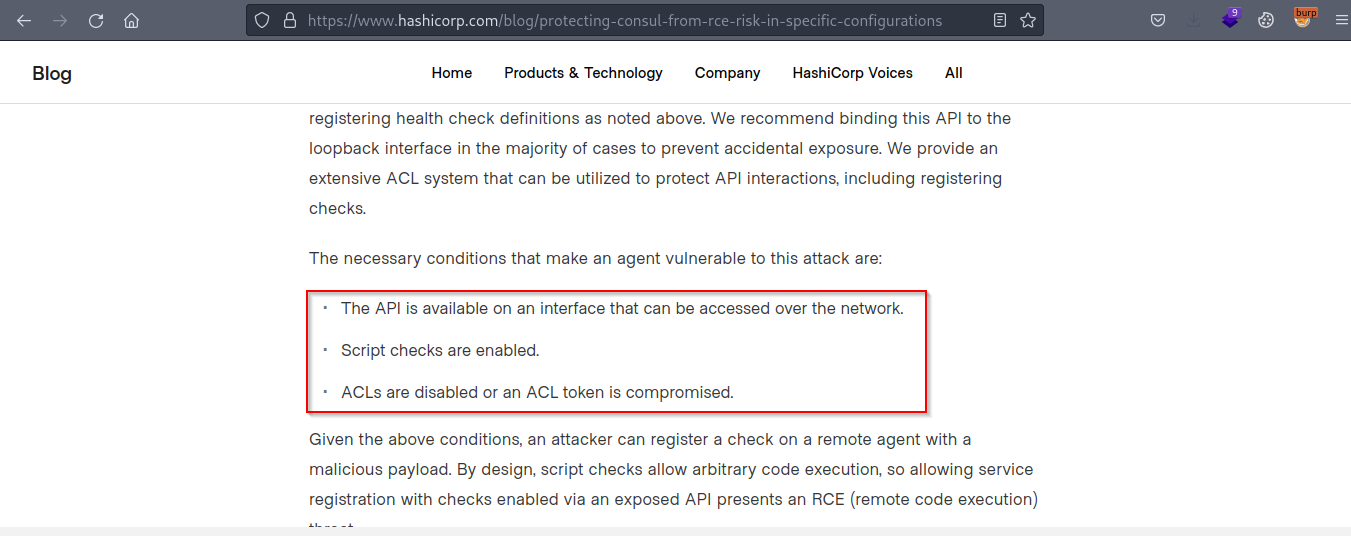 https://www.hashicorp.com/blog/protecting-consul-from-rce-risk-in-specific-configurations
9
burp
Blog
Home
Products & Technology
Company
HashiCorp Voices
All
registering health check definitions as noted above. We recommend binding this API to the
loopback interface in the majority of cases to prevent accidental exposure. We provide an
extensive ACL system that can be utilized to protect API interactions, including registering
checks.
The necessary conditions that make an agent vulnerable to this attack are:
The API is available on an interface that can be accessed over the network.
Script checks are enabled.
ACLs are disabled or an ACL token is compromised.
Given the above conditions, an attacker can register a check on a remote agent with a
malicious payload. By design, script checks allow arbitrary code execution, so allowing service
registration with checks enabled via an exposed API presents an RCE (remote code execution)
threat